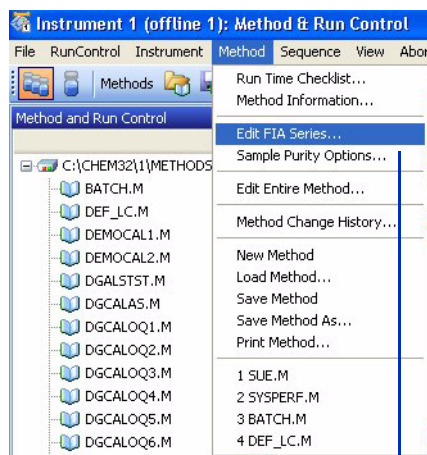 Instrument 1 (offline 1): Method & Run Control
File RunControl Instrument Method Sequence View Abor
Methods
Method and Run Control
C:\CHEM32\1\METHODS
BATCH.M
DEF_LC.M
DEMOCAL1.M
DEMOCAL2.M
DGALSTST.M
DGCALAS.M
DGCALOQ1.M
DGCALOQ2.M
DGCALOQ3.M
DGCALOQ4.M
DGCALOQ5.M
DGCALOQ6.M
Run Time Checklist...
Method Information...
Edit FIA Series...
Sample Purity Options...
Edit Entire Method...
Method Change History...
New Method
Load Method...
Save Method
Save Method As...
Print Method...
1 SUE.M
2 SYSPERF.M
3 BATCH.M
4 DEF_LC.M